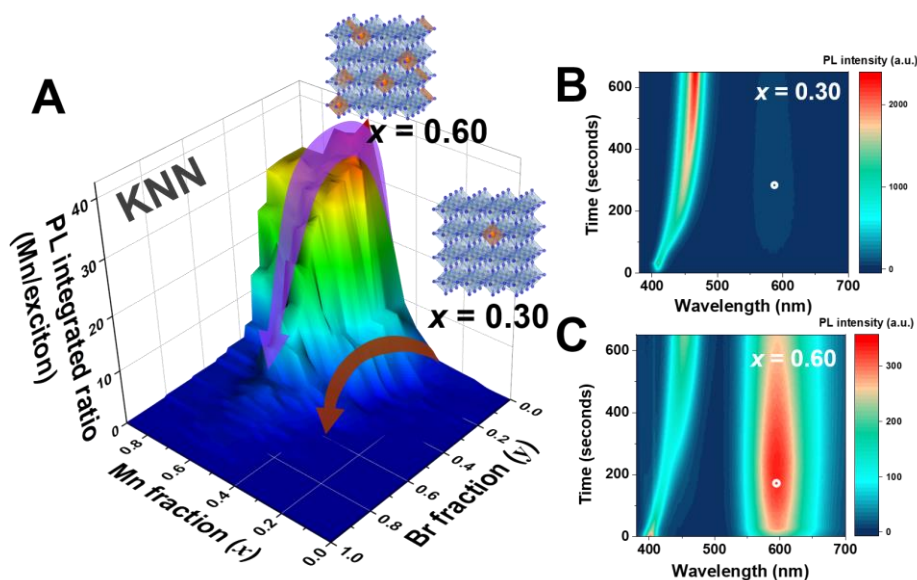 A
KNN
x = 0.60
x = 0.30
PL integrated ratio
(Mn/exciton)
40
30
20
10
0
Mn fraction (x)
0.8
0.6
0.4
0.2
0.0
Br fraction (y)
0.0
0.2
0.4
0.6
0.8
1.0
B
x = 0.30
PL intensity (a.u.)
2000
1000
0
Time (seconds)
600
400
200
0
400 500 600 700
Wavelength (nm)
C
x = 0.60
PL intensity (a.u.)
300
200
100
0
Time (seconds)
600
400
200
0
400 500 600 700
Wavelength (nm)